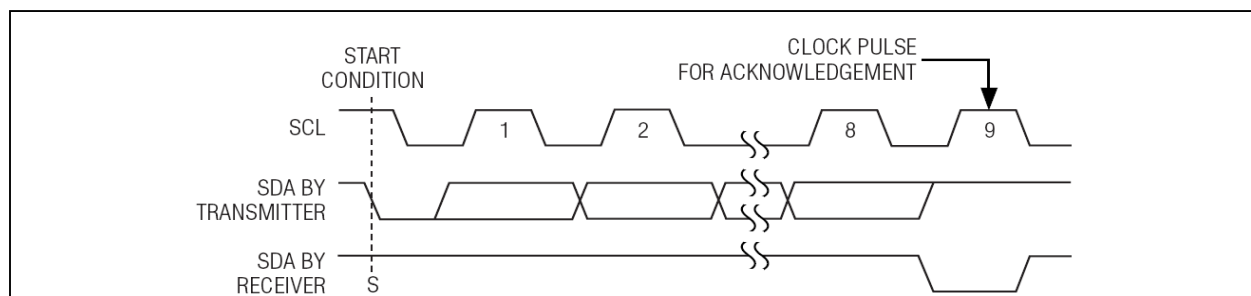 START
CONDITION
CLOCK PULSE
FOR ACKNOWLEDGEMENT
SCL
1
2
8
9
SDA BY
TRANSMITTER
SDA BY
RECEIVER
S